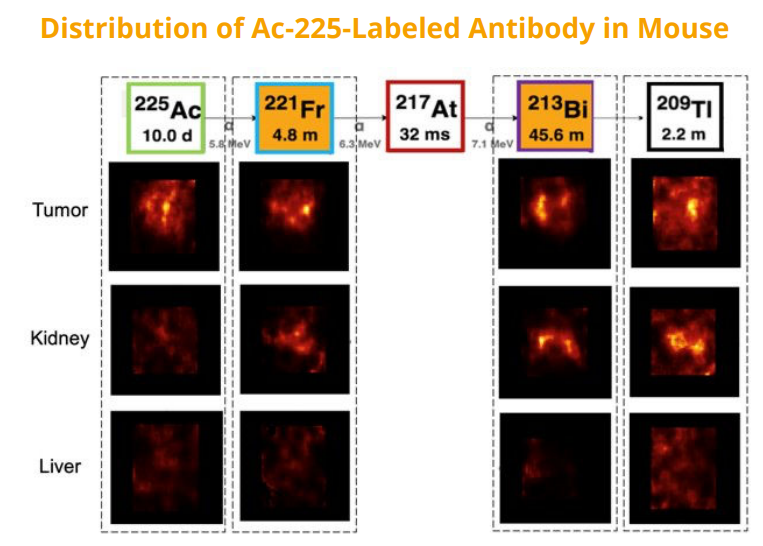 Distribution of Ac-225-Labeled Antibody in Mouse
²²⁵Ac
10.0 d
α
5.8 MeV
²²¹Fr
4.8 m
α
6.3 MeV
²¹⁷At
32 ms
α
7.1 MeV
²¹³Bi
45.6 m
²⁰⁹Tl
2.2 m
Tumor
Kidney
Liver